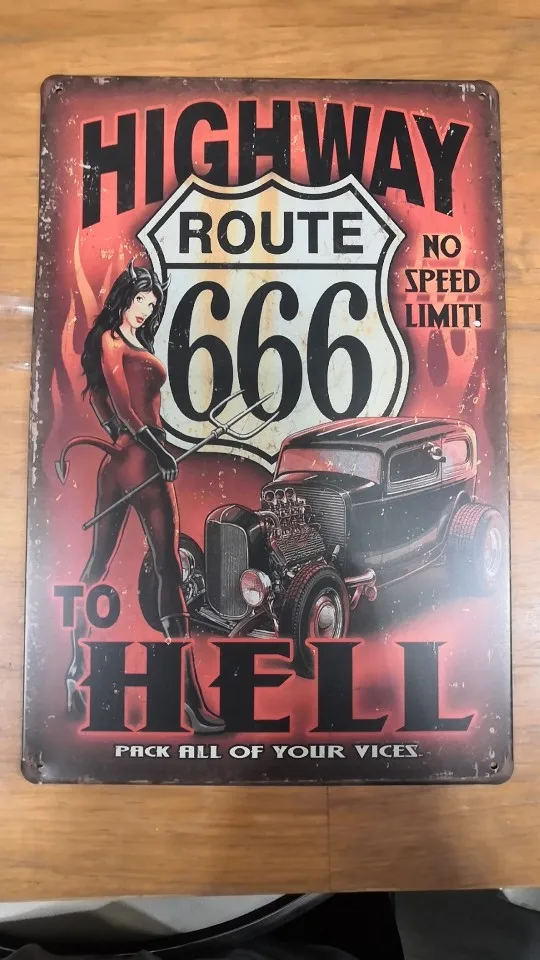 HIGHWAY
ROUTE
666
NO
SPEED
LIMIT!
TO
HELL
PACK ALL OF YOUR VICES